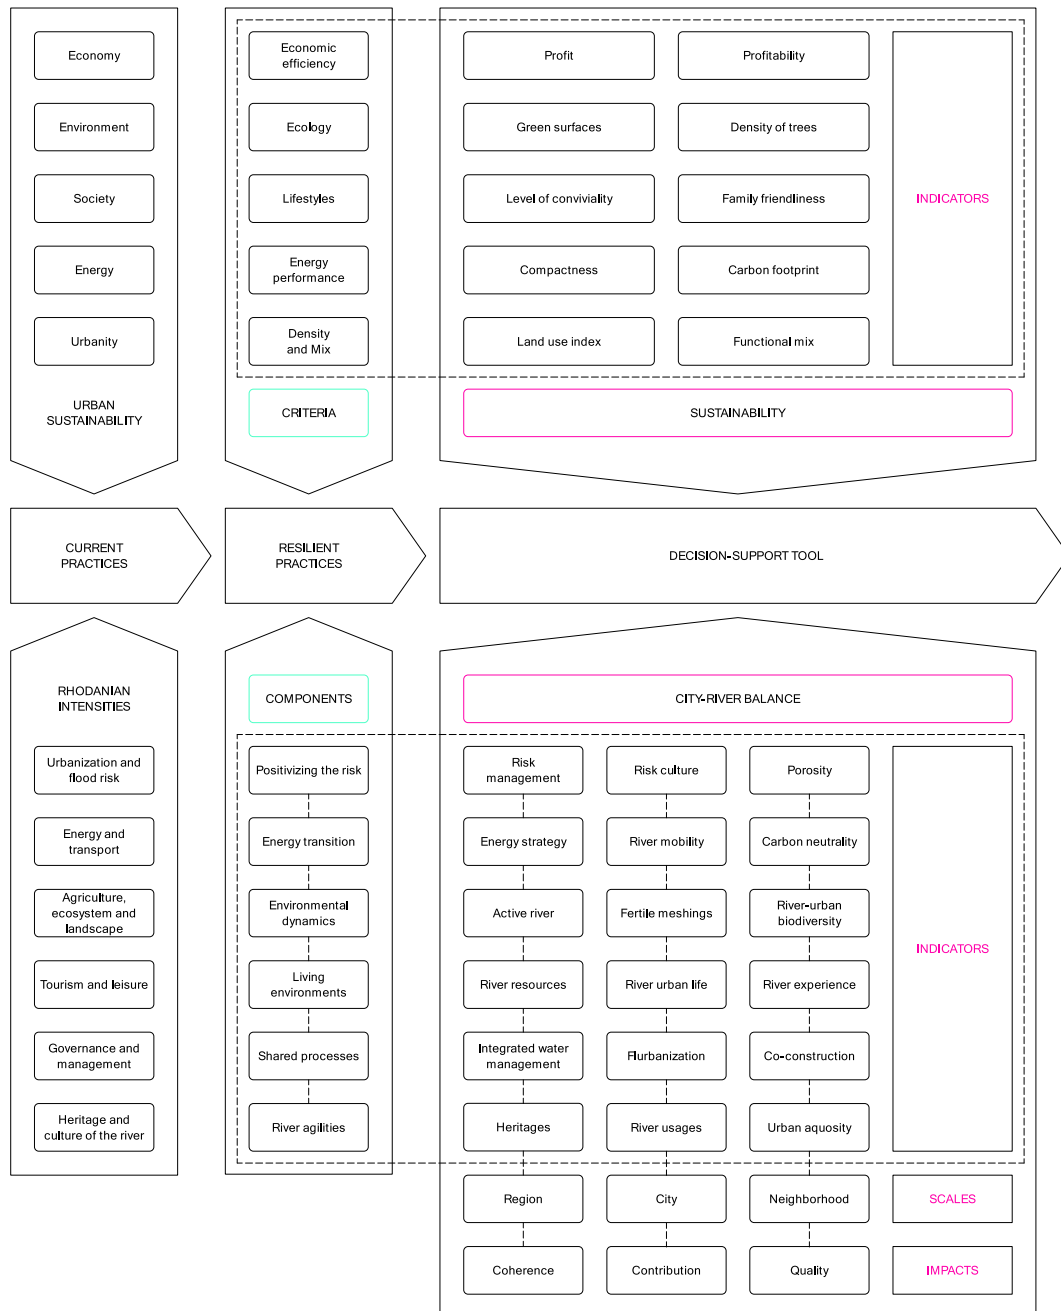 Economy
Economic
efficiency
Profit
Profitability
Environment
Ecology
Green surfaces
Density of trees
Society
Lifestyles
Level of conviviality
Family friendliness
INDICATORS
Energy
Energy
performance
Compactness
Carbon footprint
Urbanity
Density
and Mix
Land use index
Functional mix
URBAN
SUSTAINABILITY
CRITERIA
SUSTAINABILITY
CURRENT
PRACTICES
RESILIENT
PRACTICES
DECISION-SUPPORT TOOL
RHODANIAN
INTENSITIES
COMPONENTS
CITY-RIVER BALANCE
Urbanization and
flood risk
Positivizing the risk
Risk
management
Risk culture
Porosity
Energy and
transport
Energy transition
Energy strategy
River mobility
Carbon neutrality
Agriculture,
ecosystem and
landscape
Environmental
dynamics
Active river
Fertile meshings
River-urban
biodiversity
INDICATORS
Tourism and leisure
Living
environments
River resources
River urban life
River experience
Governance and
management
Shared processes
Integrated water
management
Flurbanization
Co-construction
Heritage and
culture of the river
River agilities
Heritages
River usages
Urban aquosity
Region
City
Neighborhood
SCALES
Coherence
Contribution
Quality
IMPACTS